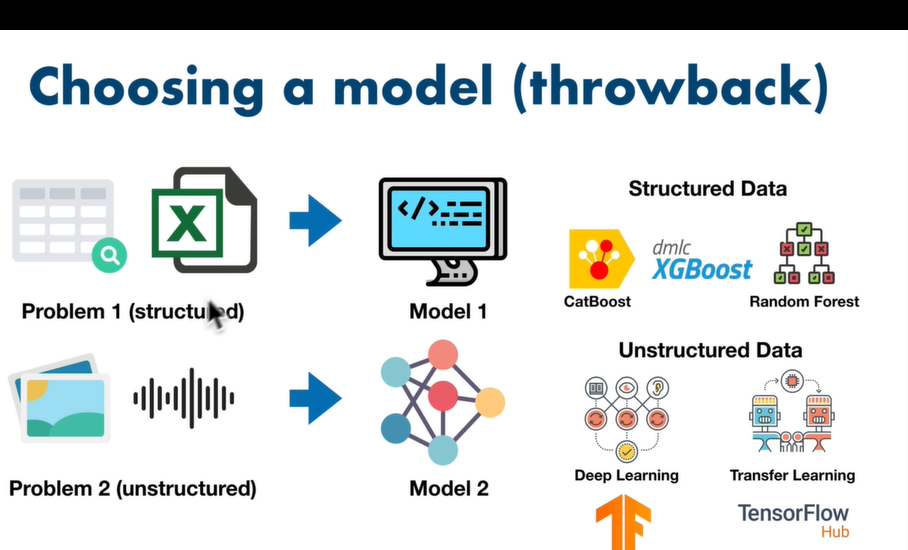 Choosing a model (throwback)
Problem 1 (structured)
Model 1
Structured Data
CatBoost
dmlc
XGBoost
Random Forest
Problem 2 (unstructured)
Model 2
Unstructured Data
Deep Learning
Transfer Learning
TensorFlow
Hub